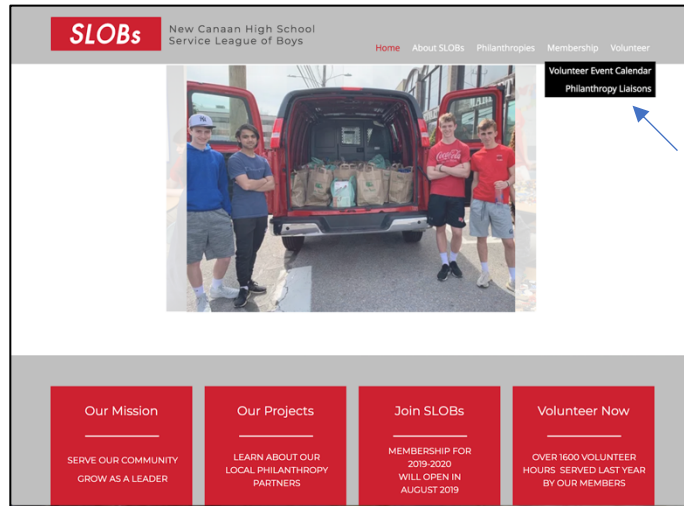 SLOBs
New Canaan High School
Service League of Boys
Home About SLOBs Philanthropies Membership Volunteer
Volunteer Event Calendar
Philanthropy Liaisons
Coca-Cola
Our Mission
SERVE OUR COMMUNITY
GROW AS A LEADER
Our Projects
LEARN ABOUT OUR
LOCAL PHILANTHROPY
PARTNERS
Join SLOBs
MEMBERSHIP FOR
2019-2020
WILL OPEN IN
AUGUST 2019
Volunteer Now
OVER 1600 VOLUNTEER
HOURS SERVED LAST YEAR
BY OUR MEMBERS